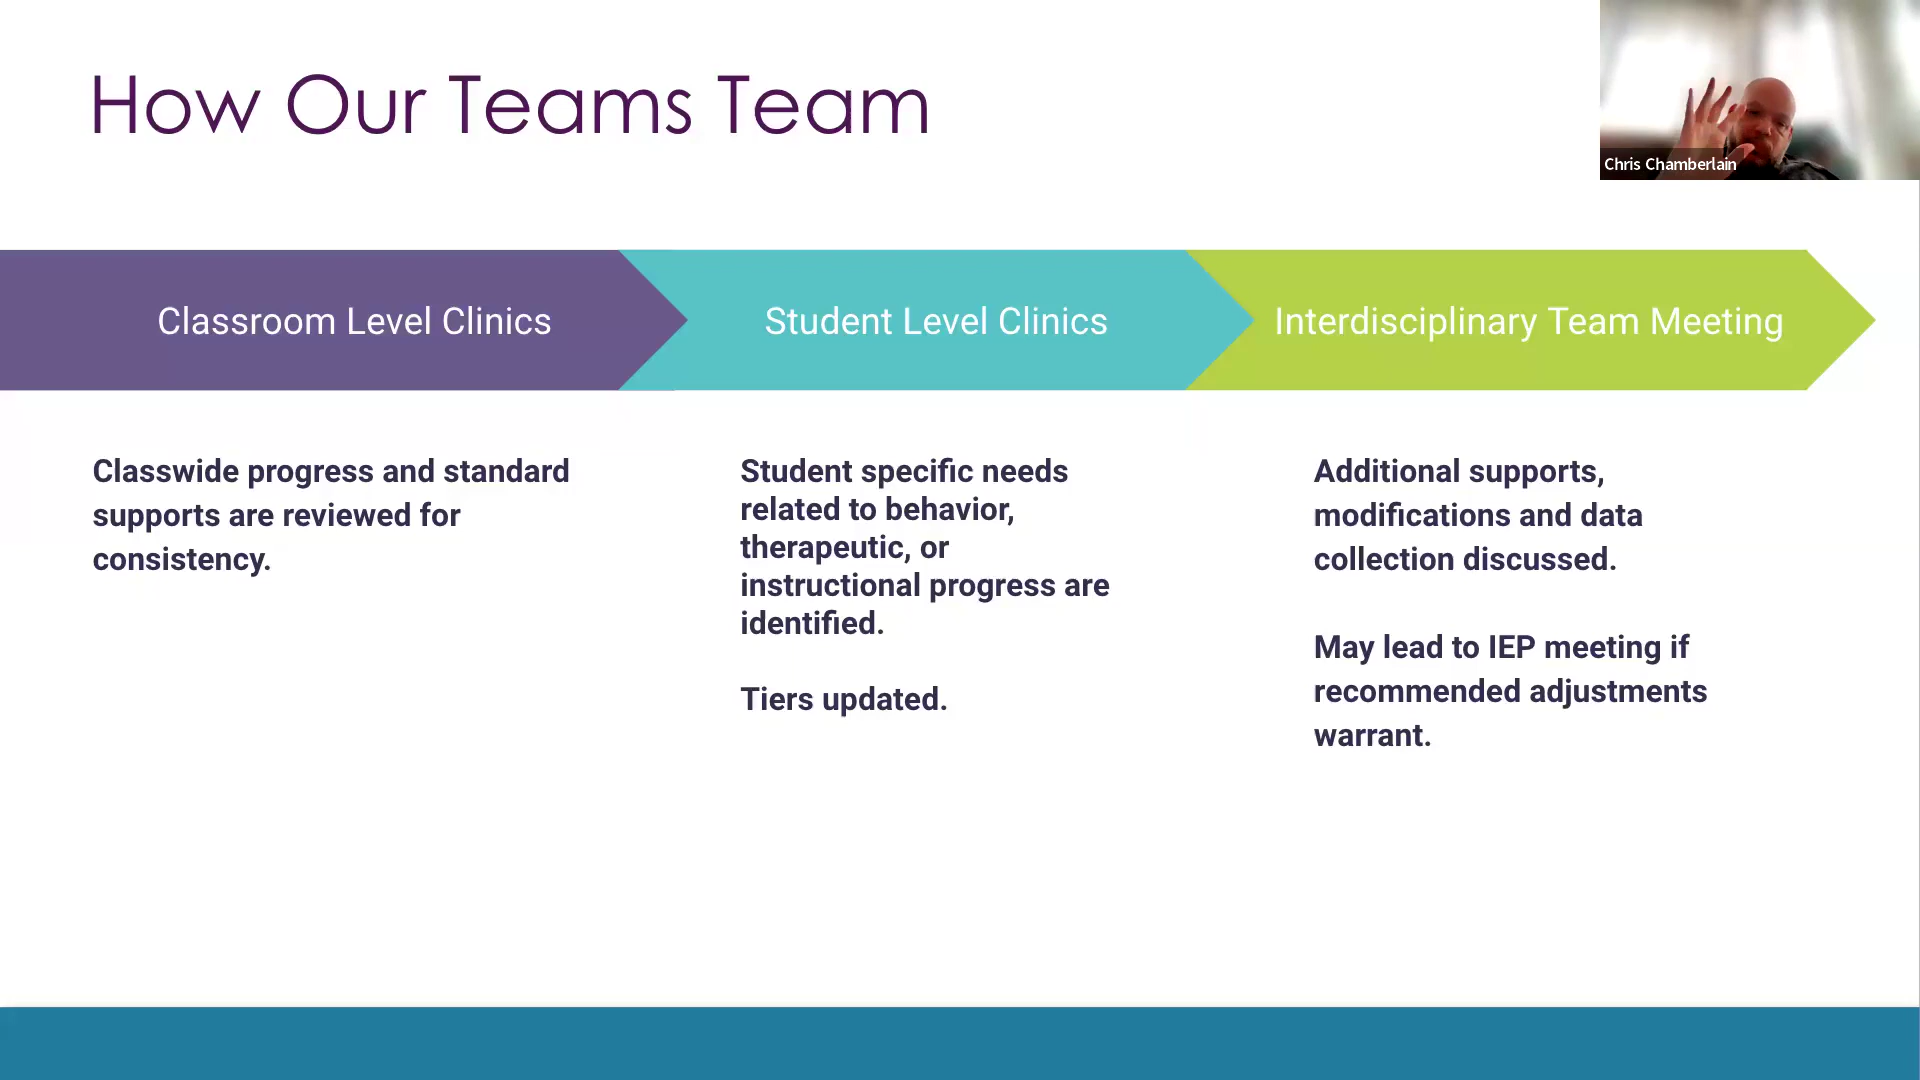 How Our Teams Team
Chris Chamberlain
Classroom Level Clinics
Student Level Clinics
Interdisciplinary Team Meeting
Classwide progress and standard
supports are reviewed for
consistency.
Student specific needs
related to behavior,
therapeutic, or
instructional progress are
identified.
Tiers updated.
Additional supports,
modifications and data
collection discussed.
May lead to IEP meeting if
recommended adjustments
warrant.